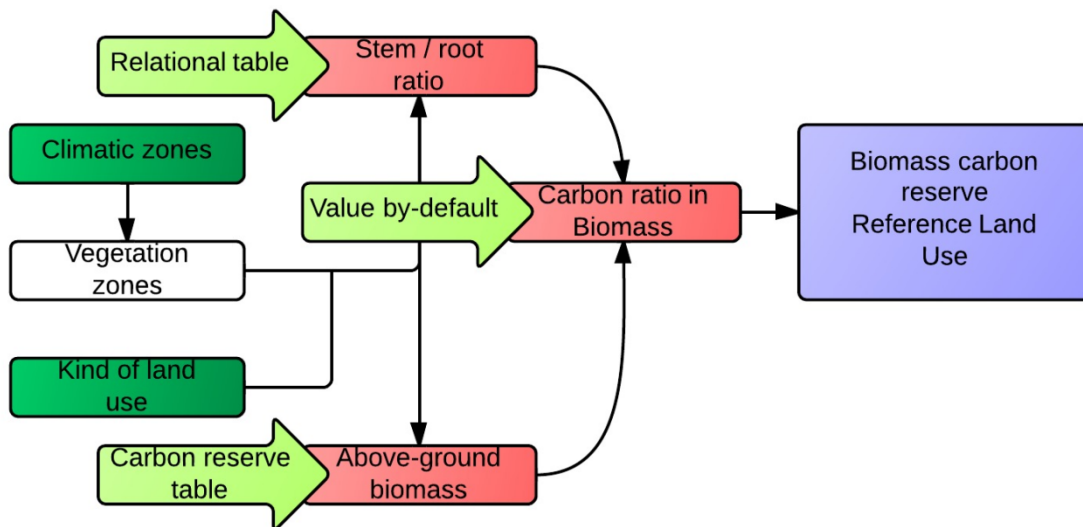 Relational table
Stem / root
ratio
Climatic zones
Value by-default
Carbon ratio in
Biomass
Biomass carbon
reserve
Reference Land
Use
Vegetation
zones
Kind of land
use
Carbon reserve
table
Above-ground
biomass